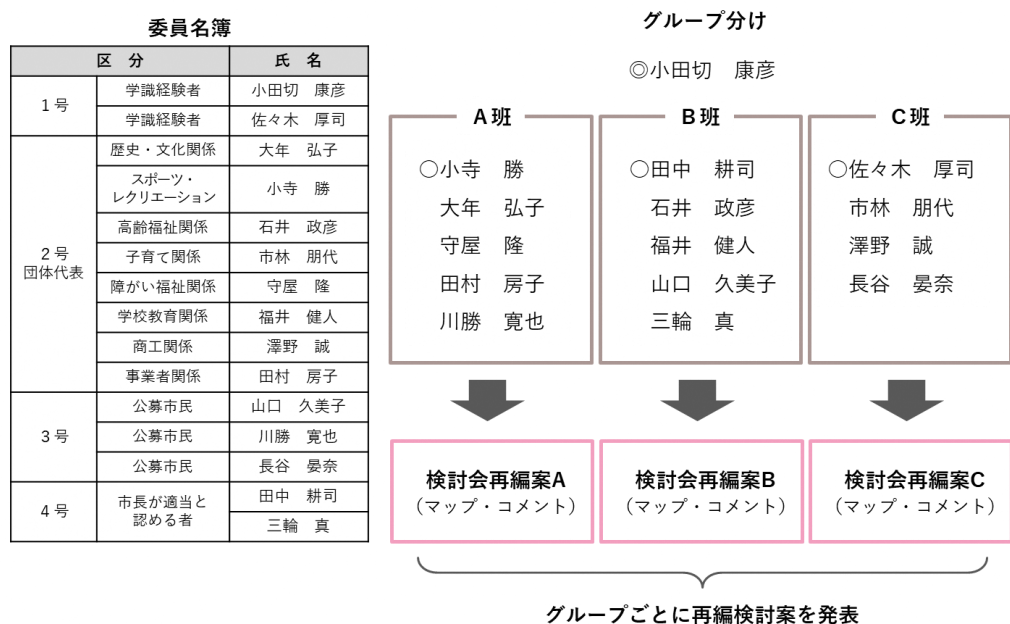 委員名簿
区　分　氏　名
1号
学識経験者　小田切　康彦
学識経験者　佐々木　厚司
2号
団体代表
歴史・文化関係　大年　弘子
スポーツ・
レクリエーション　小寺　勝
高齢福祉関係　石井　政彦
子育て関係　市林　朋代
障がい福祉関係　守屋　隆
学校教育関係　福井　健人
商工関係　澤野　誠
事業者関係　田村　房子
3号
公募市民　山口　久美子
公募市民　川勝　寛也
公募市民　長谷　晏奈
4号
市長が適当と
認める者
田中　耕司
三輪　真
グループ分け
◎小田切　康彦
A班
○小寺　勝
大年　弘子
守屋　隆
田村　房子
川勝　寛也
B班
○田中　耕司
石井　政彦
福井　健人
山口　久美子
三輪　真
C班
○佐々木　厚司
市林　朋代
澤野　誠
長谷　晏奈
検討会再編案A
（マップ・コメント）
検討会再編案B
（マップ・コメント）
検討会再編案C
（マップ・コメント）
グループごとに再編検討案を発表